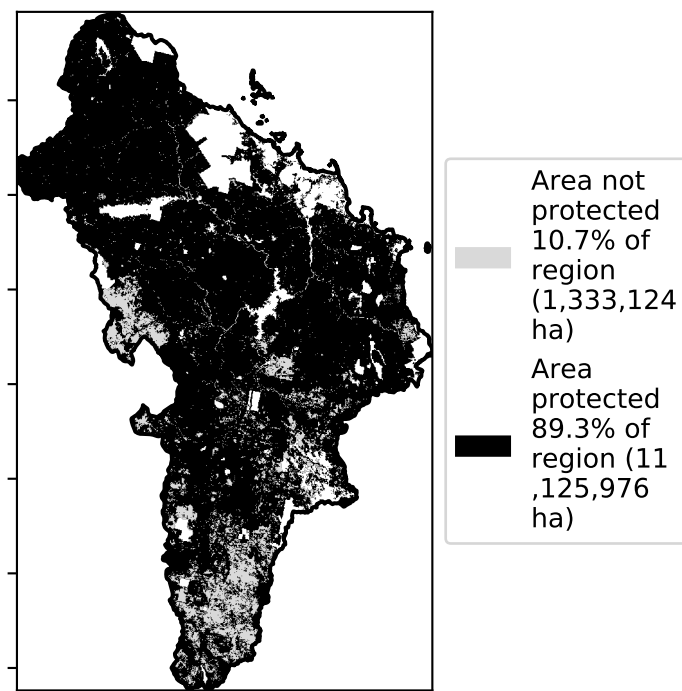 Area not
protected
10.7% of
region
(1,333,124
ha)
Area
protected
89.3% of
region (11
,125,976
ha)